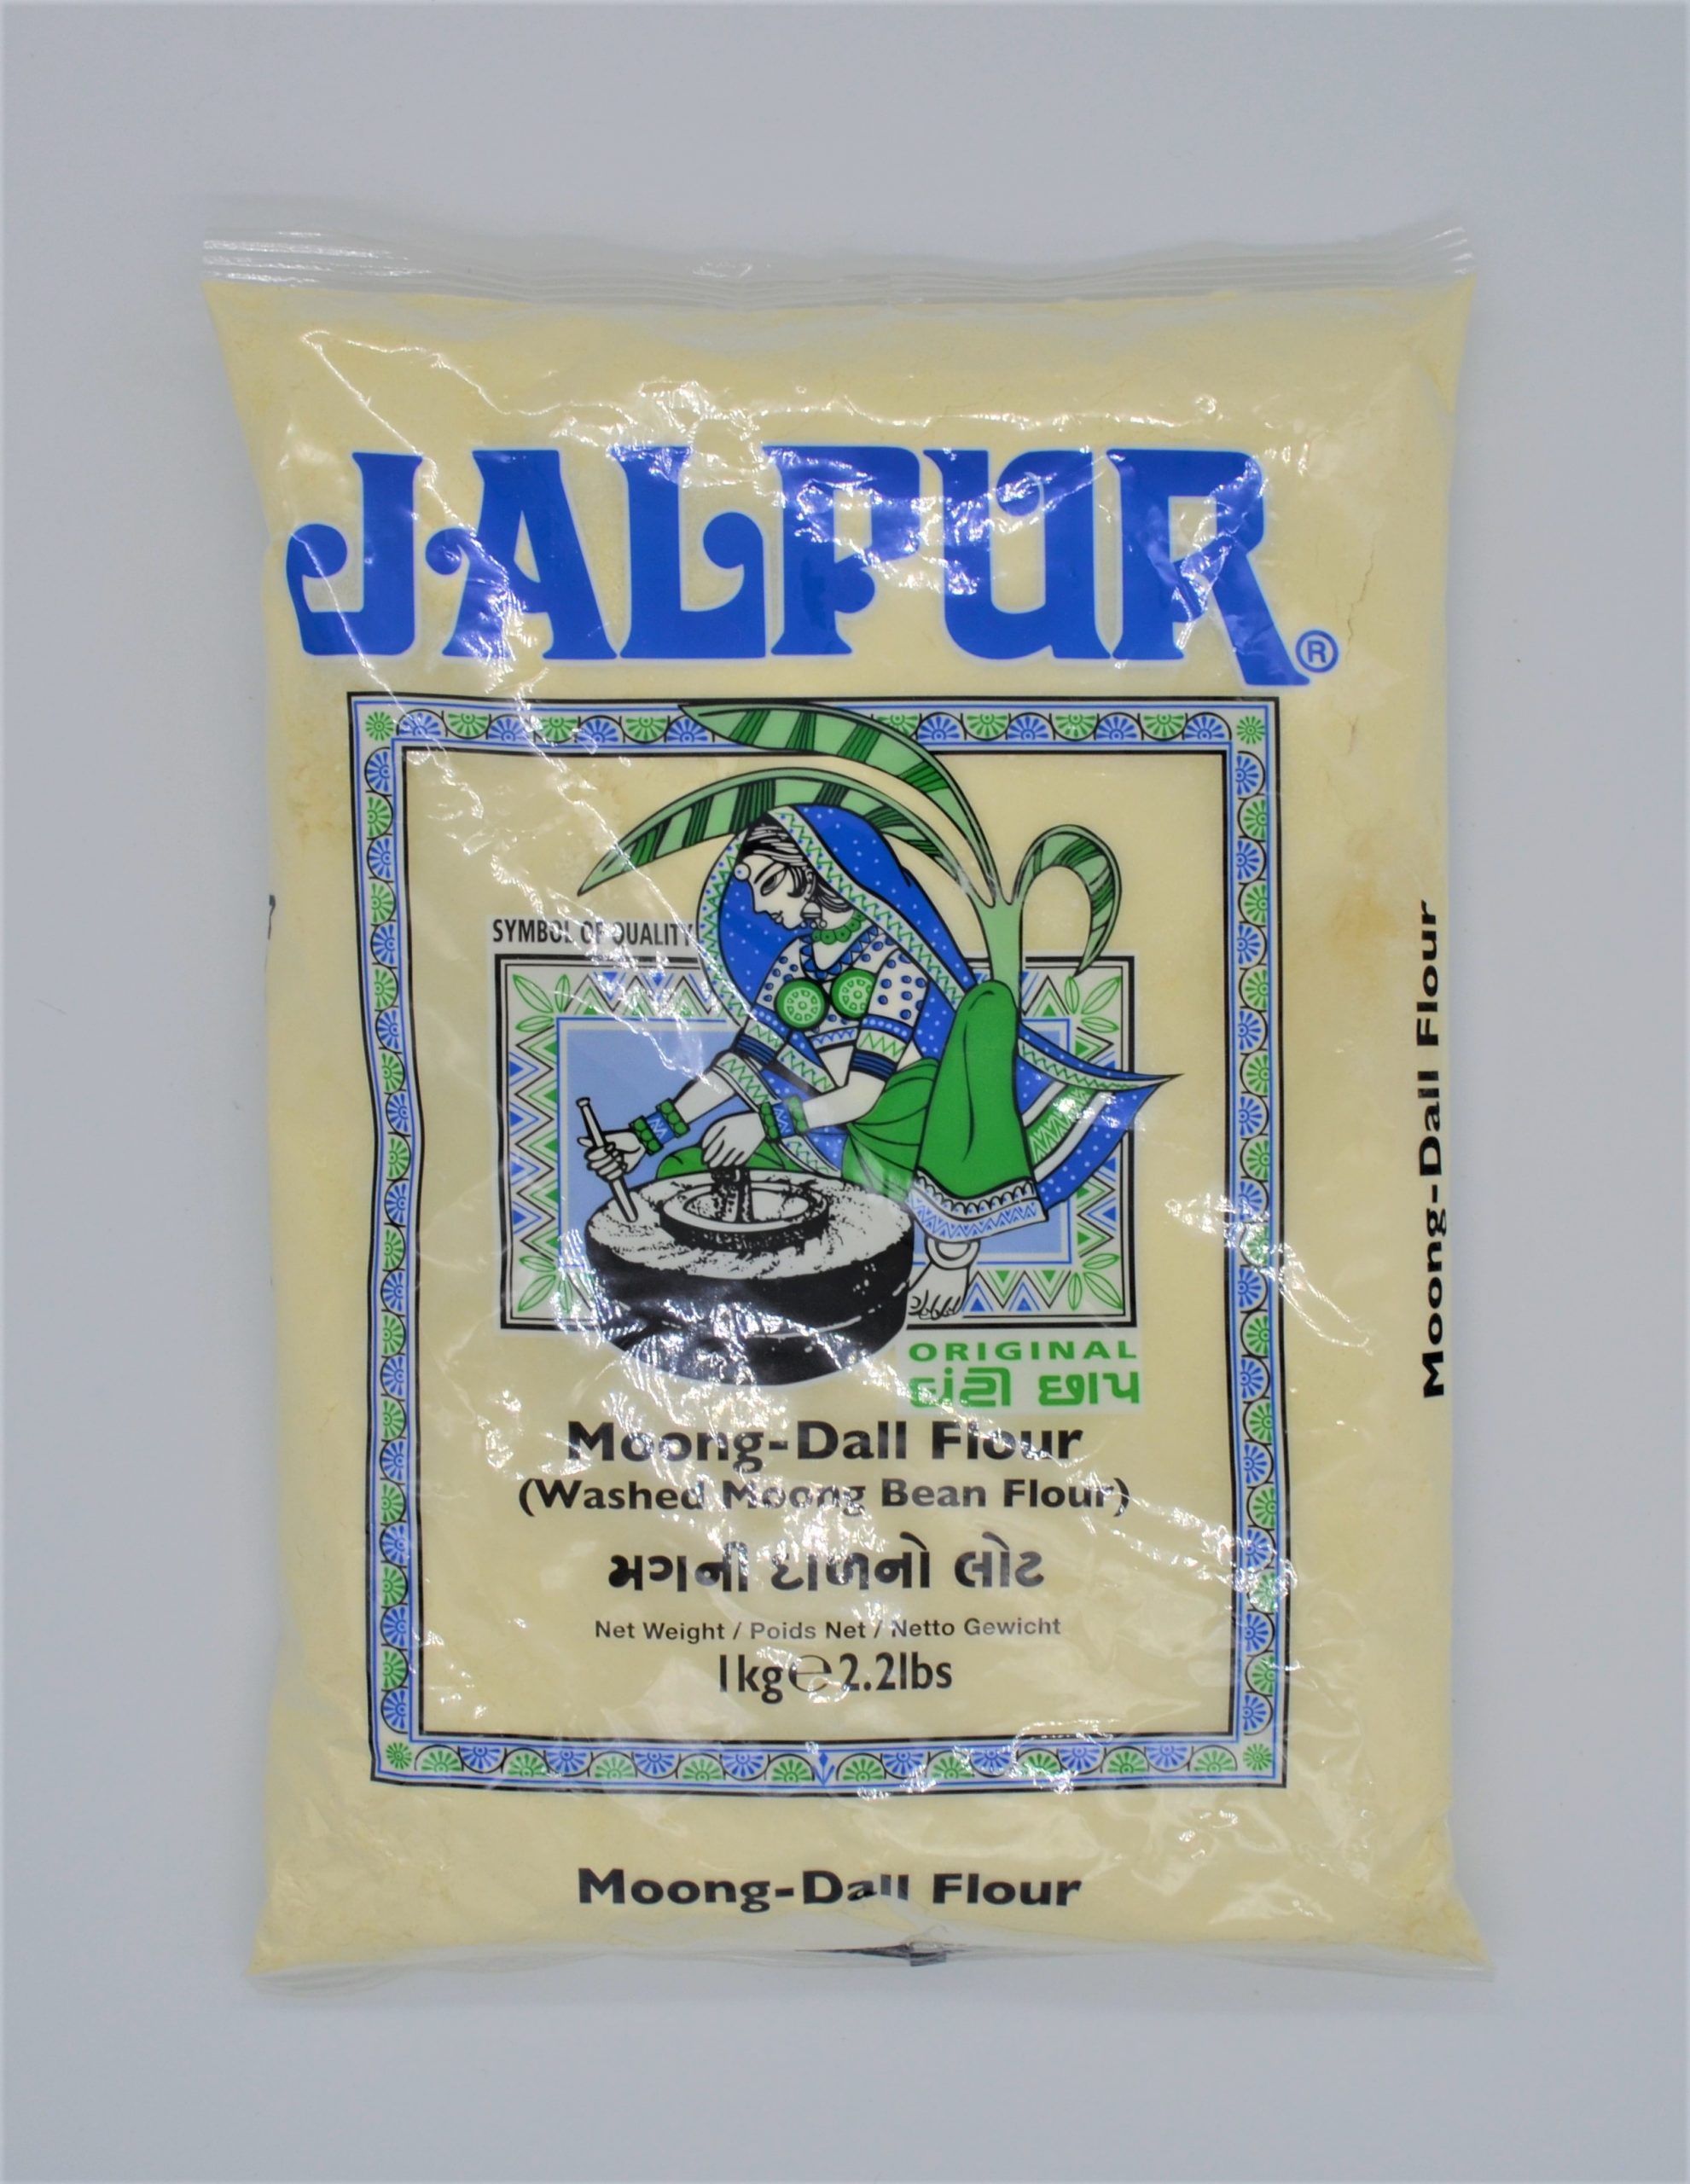 JALPUR®
SYMBOL OF QUALITY
ORIGINAL
ઘંટી છાપ
Moong-Dall Flour
(Washed Moong Bean Flour)
મગની દાળનો લોટ
Net Weight / Poids Net / Netto Gewicht
1kg℮2.2lbs
Moong-Dall Flour
Moong-Dall Flour